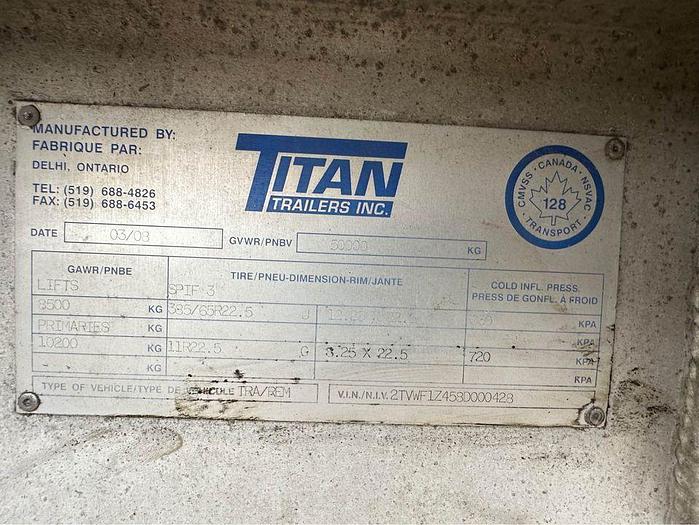 MANUFACTURED BY:
FABRIQUE PAR:
DELHI, ONTARIO
TEL: (519) 688-4826
FAX: (519) 688-6453
TITAN
TRAILERS INC.
CMVSS · CANADA · NSVAC
128
· TRANSPORT ·
DATE 03/08 GVWR/PNBV 50000 KG
GAWR/PNBE TIRE/PNEU-DIMENSION-RIM/JANTE COLD INFL. PRESS.
PRESS DE GONFL. À FROID
LIFTS SPIF 3
8500 KG 385/65R22.5 J KPA
PRIMARIES KG KPA
10200 KG 11R22.5 G 8.25 X 22.5 720 KPA
KG KPA
TYPE OF VEHICLE/TYPE DE VEHICULE TRA/REM V.I.N./N.I.V. 2TVWF1Z458D000428